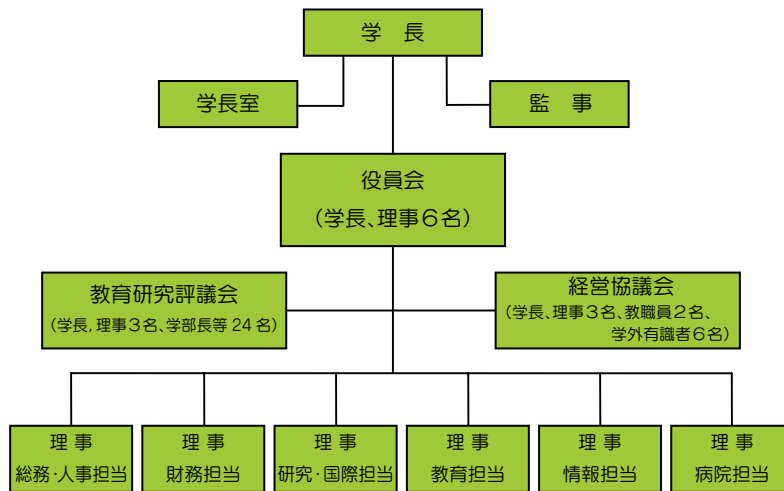 学 長
学長室
監 事
役員会
(学長、理事6名)
教育研究評議会
(学長,理事3名、学部長等 24 名)
経営協議会
(学長、理事3名、教職員2名、
学外有識者6名)
理 事
総務・人事担当
理 事
財務担当
理 事
研究・国際担当
理 事
教育担当
理 事
情報担当
理 事
病院担当